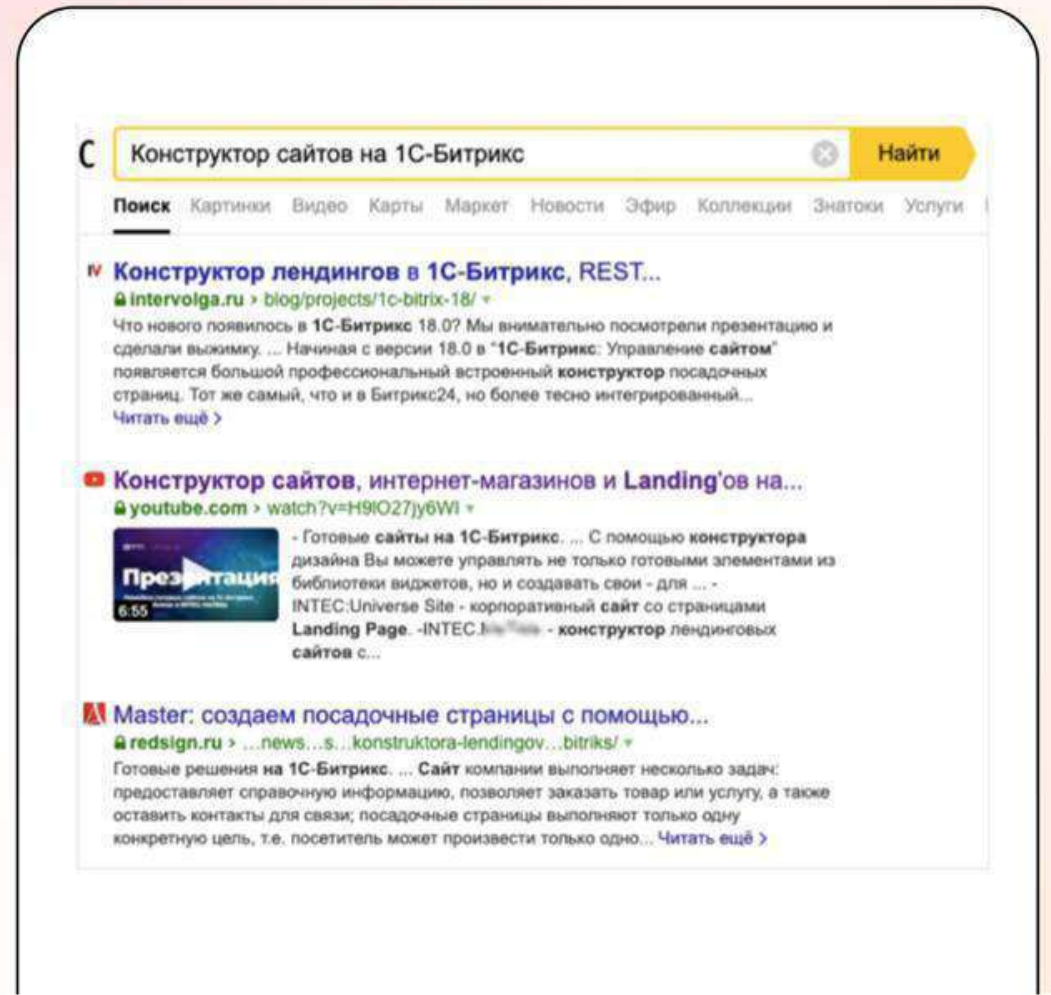 С Конструктор сайтов на 1С-Битрикс Найти
Поиск Картинки Видео Карты Маркет Новости Эфир Коллекции Знатоки Услуги
Конструктор лендингов в 1С-Битрикс, REST...
intervolga.ru › blog/projects/1c-bitrix-18/
Что нового появилось в 1С-Битрикс 18.0? Мы внимательно посмотрели презентацию и
сделали выжимку. ... Начиная с версии 18.0 в "1С-Битрикс: Управление сайтом"
появляется большой профессиональный встроенный конструктор посадочных
страниц. Тот же самый, что и в Битрикс24, но более тесно интегрированный...
Читать ещё ›
Конструктор сайтов, интернет-магазинов и Landing'ов на...
youtube.com › watch?v=H9IO27jy6WI
Презентация
6:55
- Готовые сайты на 1С-Битрикс. ... С помощью конструктора
дизайна Вы можете управлять не только готовыми элементами из
библиотеки виджетов, но и создавать свои - для ... -
INTEC:Universe Site - корпоративный сайт со страницами
Landing Page. -INTEC. - конструктор лендинговых
сайтов с...
Master: создаем посадочные страницы с помощью...
redsign.ru › ...news...s...konstruktora-lendingov...bitriks/
Готовые решения на 1С-Битрикс. ... Сайт компании выполняет несколько задач:
предоставляет справочную информацию, позволяет заказать товар или услугу, а также
оставить контакты для связи; посадочные страницы выполняют только одну
конкретную цель, т.е. посетитель может произвести только одно... Читать ещё ›